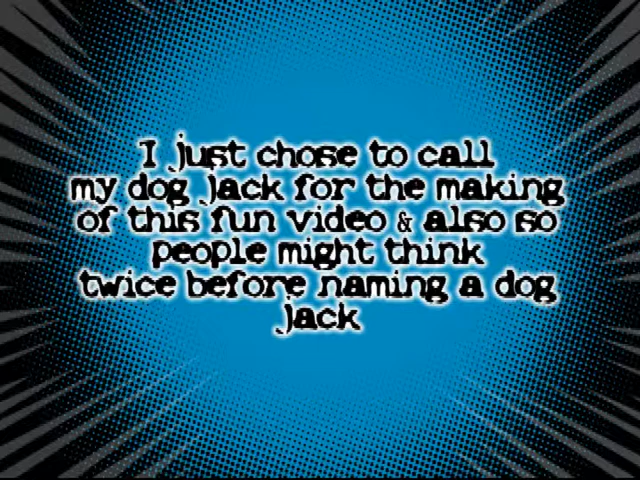 I just chose to call
my dog Jack for the making
of this fun video & also so
people might think
twice before naming a dog
Jack